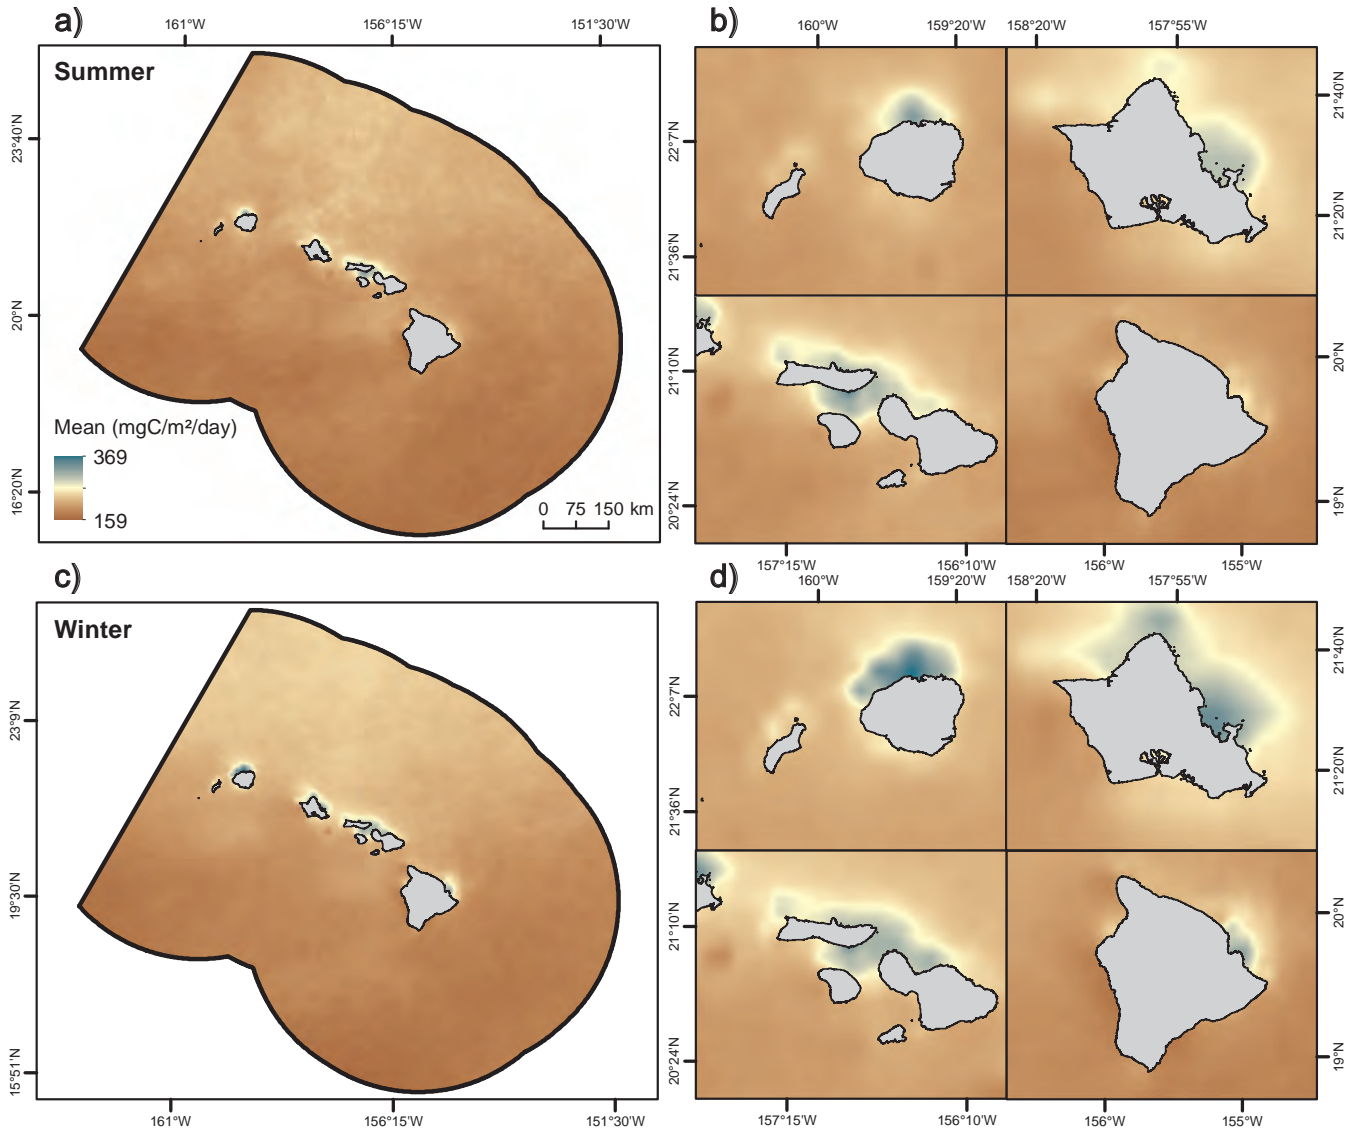 a)
161°W
156°15'W
151°30'W
Summer
23°40'N
20°N
16°20'N
Mean (mgC/m²/day)
369
159
0 75 150 km
b)
160°W
159°20'W
158°20'W
157°55'W
22°7'N
21°36'N
21°40'N
21°20'N
21°10'N
20°24'N
20°N
19°N
157°15'W
156°10'W
156°W
155°W
c)
Winter
23°9'N
19°30'N
15°51'N
161°W
156°15'W
151°30'W
d)
160°W
159°20'W
158°20'W
157°55'W
22°7'N
21°36'N
21°40'N
21°20'N
21°10'N
20°24'N
20°N
19°N
157°15'W
156°10'W
156°W
155°W